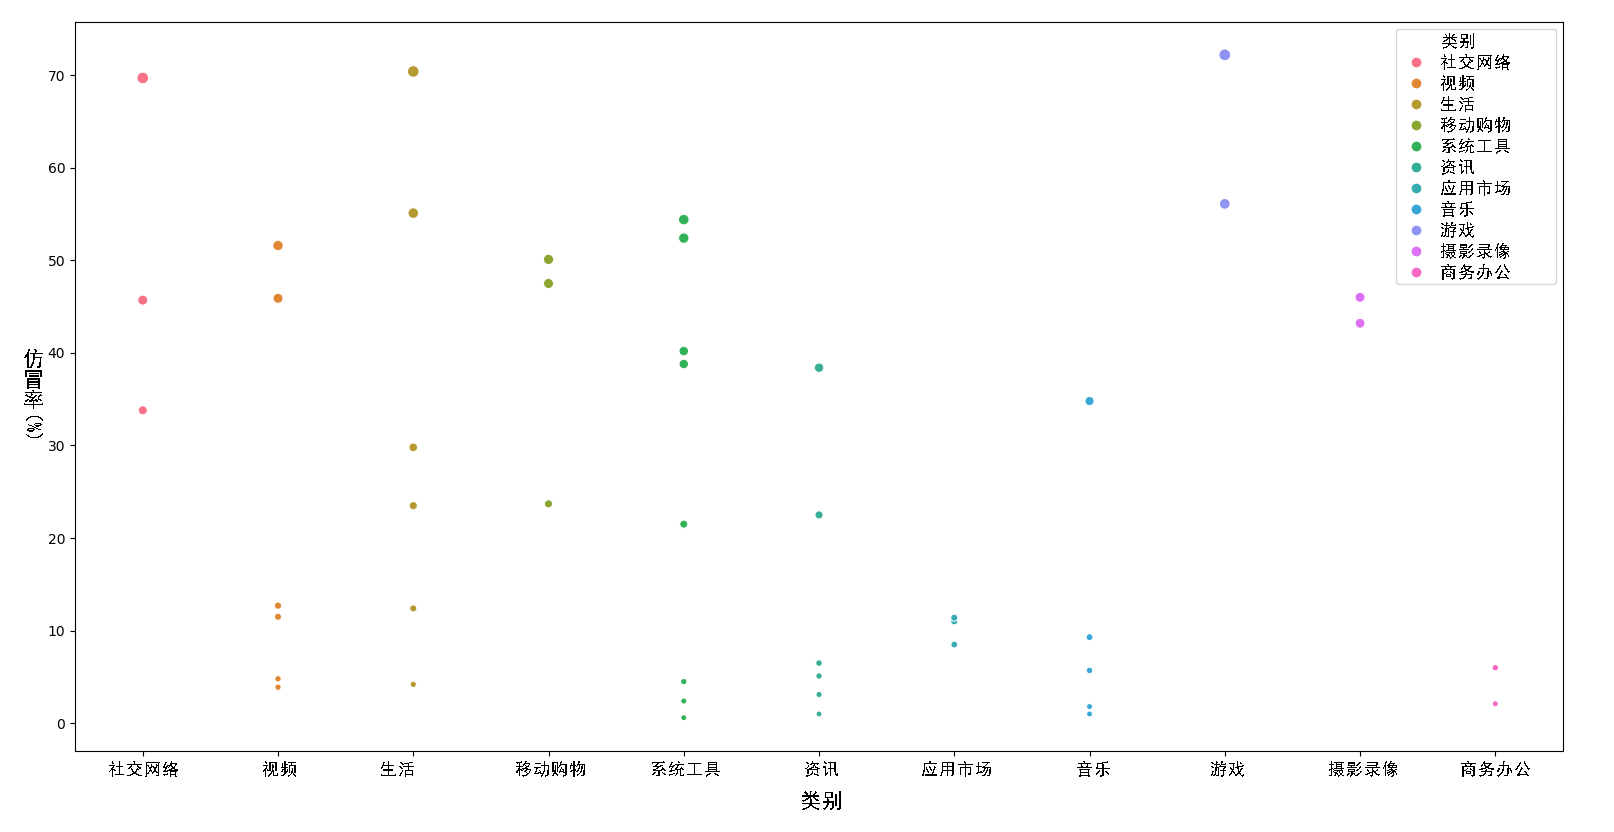 类别
社交网络
视频
生活
移动购物
系统工具
资讯
应用市场
音乐
游戏
摄影录像
商务办公
70
60
50
40
30
20
10
0
仿冒率(%)
社交网络 视频 生活 移动购物 系统工具 资讯 应用市场 音乐 游戏 摄影录像 商务办公
类别